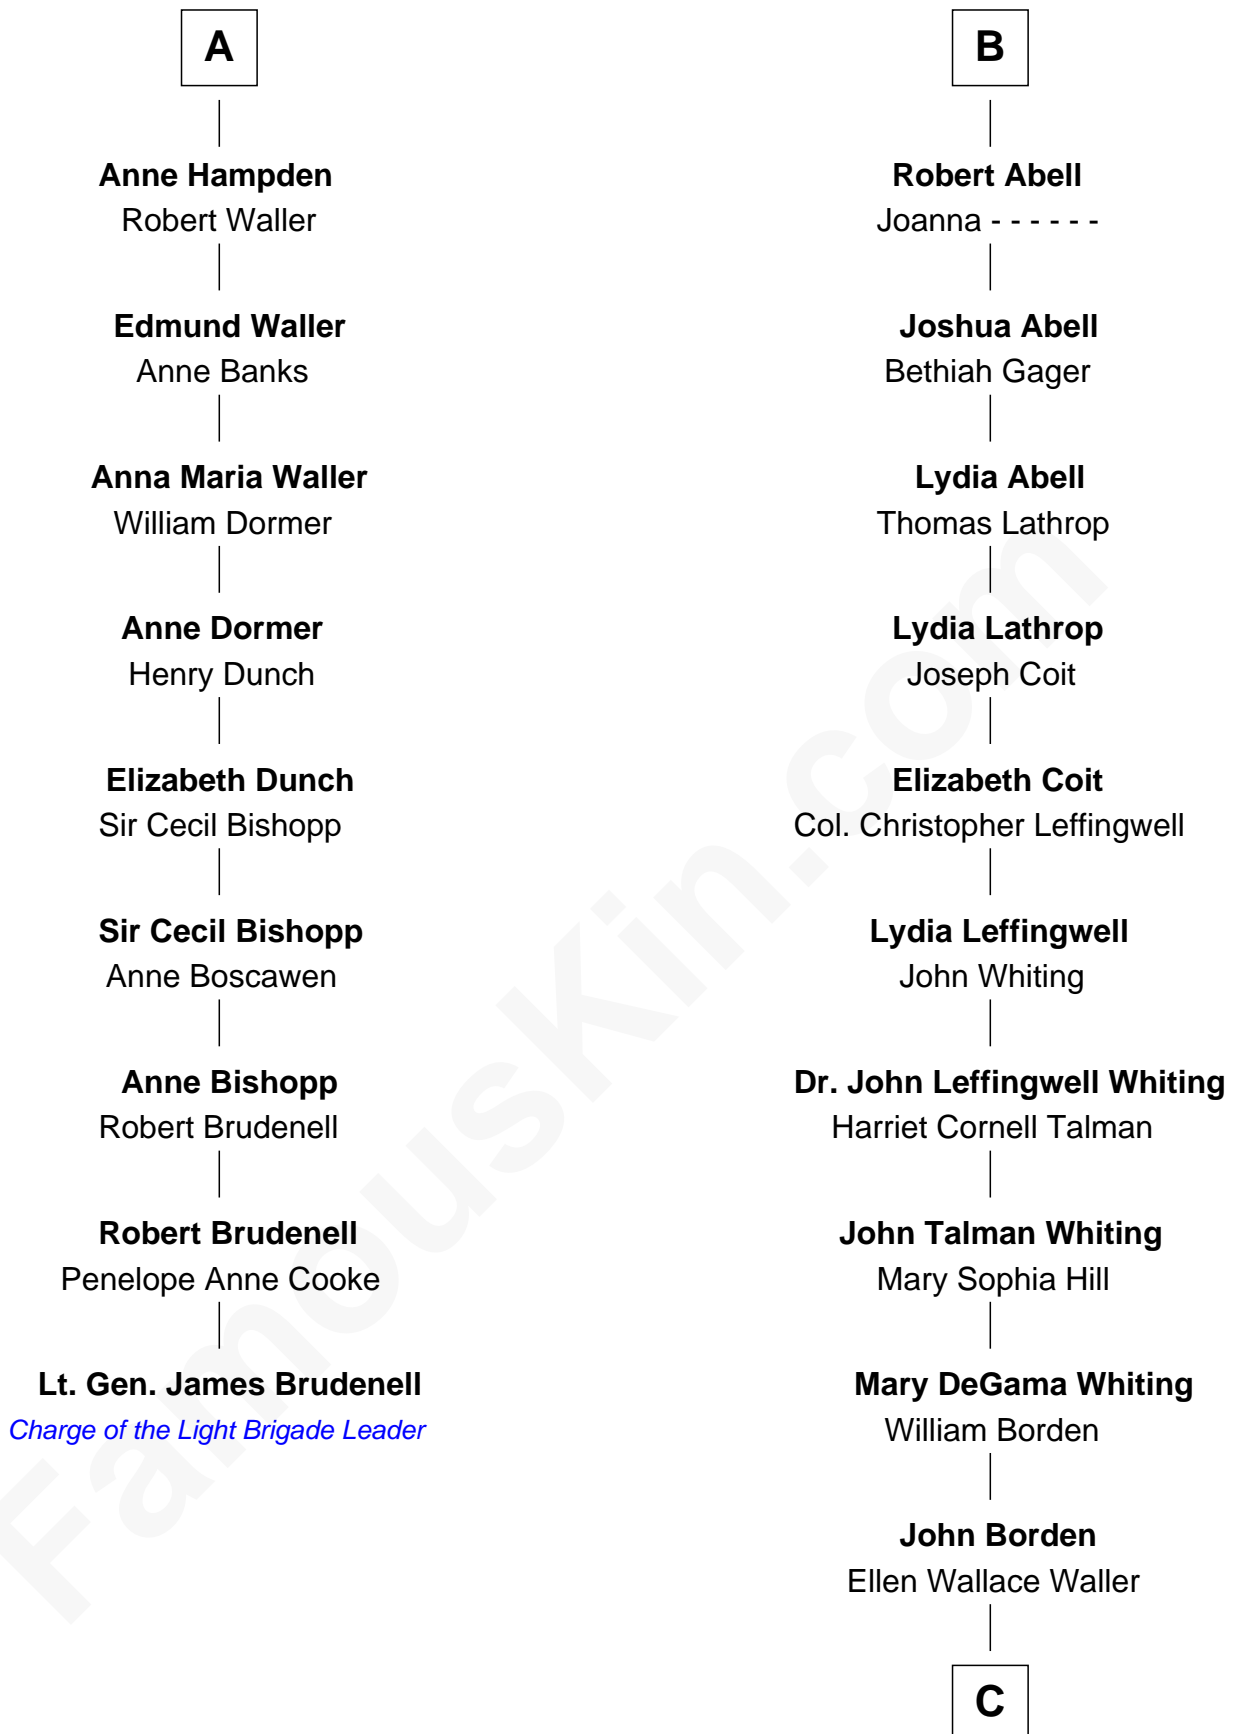 A
Anne Hampden
Robert Waller
Edmund Waller
Anne Banks
Anna Maria Waller
William Dormer
Anne Dormer
Henry Dunch
Elizabeth Dunch
Sir Cecil Bishopp
Sir Cecil Bishopp
Anne Boscawen
Anne Bishopp
Robert Brudenell
Robert Brudenell
Penelope Anne Cooke
Lt. Gen. James Brudenell
Charge of the Light Brigade Leader
B
Robert Abell
Joanna - - - - - -
Joshua Abell
Bethiah Gager
Lydia Abell
Thomas Lathrop
Lydia Lathrop
Joseph Coit
Elizabeth Coit
Col. Christopher Leffingwell
Lydia Leffingwell
John Whiting
Dr. John Leffingwell Whiting
Harriet Cornell Talman
John Talman Whiting
Mary Sophia Hill
Mary DeGama Whiting
William Borden
John Borden
Ellen Wallace Waller
C
FamousKin.com